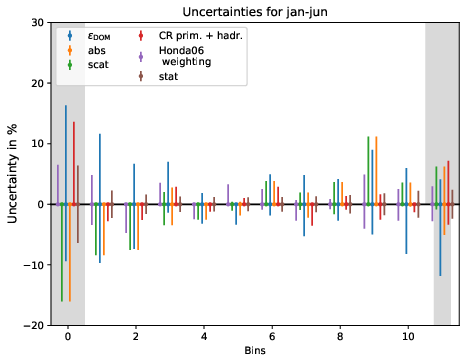 Uncertainties for jan-jun
Uncertainty in %
30
20
10
0
−10
−20
εDOM
abs
scat
CR prim. + hadr.
Honda06
weighting
stat
0
2
4
6
8
10
Bins